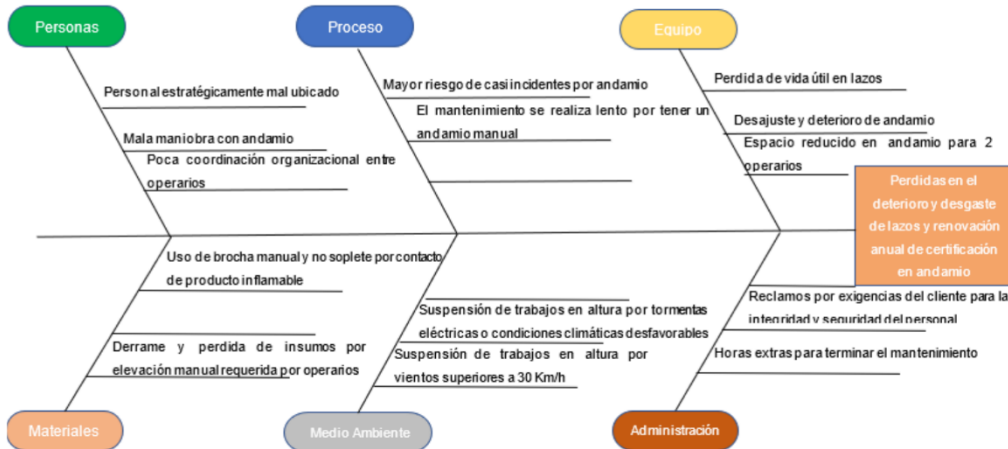 Personas
Proceso
Equipo
Personal estratégicamente mal ubicado
Mala maniobra con andamio
Poca coordinación organizacional entre
operarios
Mayor riesgo de casi incidentes por andamio
El mantenimiento se realiza lento por tener un
andamio manual
Perdida de vida útil en lazos
Desajuste y deterioro de andamio
Espacio reducido en andamio para 2
operarios
Perdidas en el
deterioro y desgaste
de lazos y renovación
anual de certificación
en andamio
Uso de brocha manual y no soplete por contacto
de producto inflamable
Derrame y perdida de insumos por
elevación manual requerida por operarios
Suspensión de trabajos en altura por tormentas
eléctricas o condiciones climáticas desfavorables
Suspensión de trabajos en altura por
vientos superiores a 30 Km/h
Reclamos por exigencias del cliente para la
integridad y seguridad del personal
Horas extras para terminar el mantenimiento
Materiales
Medio Ambiente
Administración